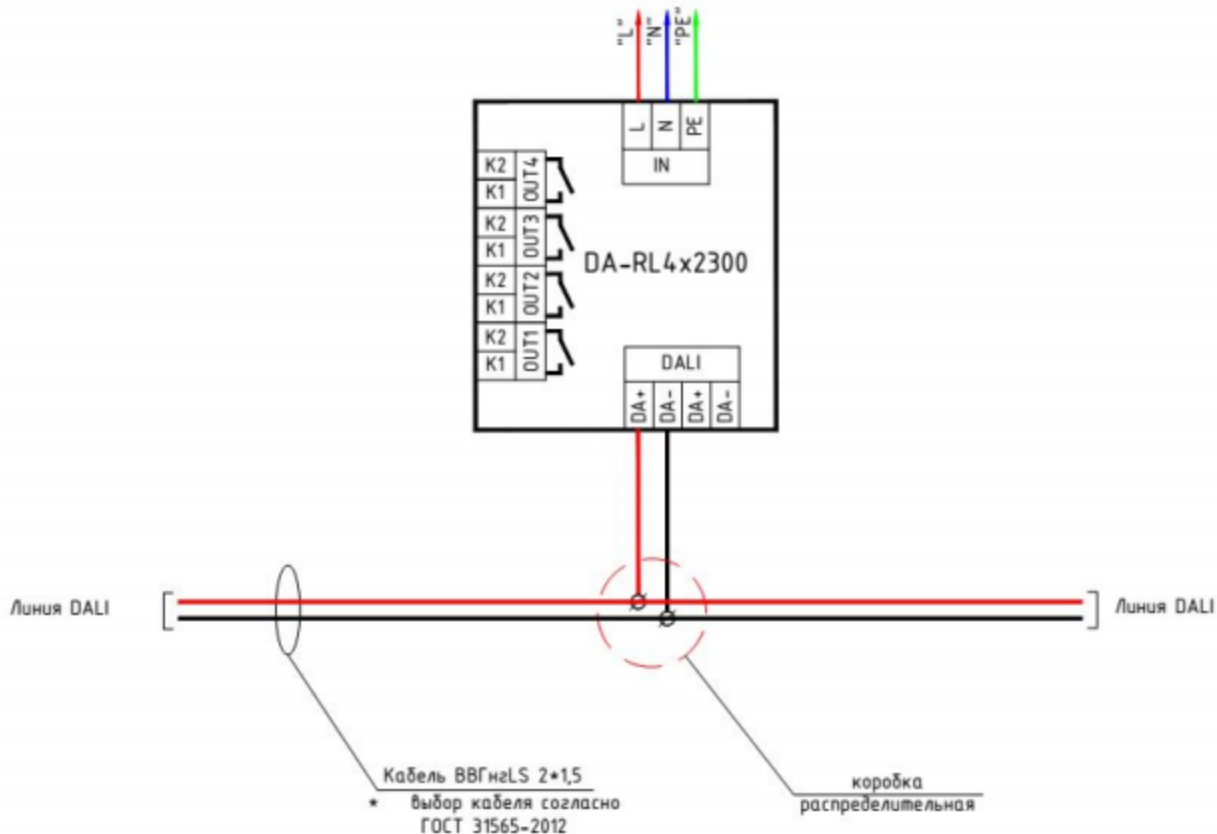 "L" "N" "PE"
L N PE
IN
K2 OUT4
K1
K2 OUT3
K1
DA-RL4x2300
K2 OUT2
K1
K2 OUT1
K1
DALI
DA+ DA- DA+ DA-
Линия DALI
Линия DALI
Кабель ВВГнгLS 2*1,5
* выбор кабеля согласно
ГОСТ 31565-2012
коробка
распределительная